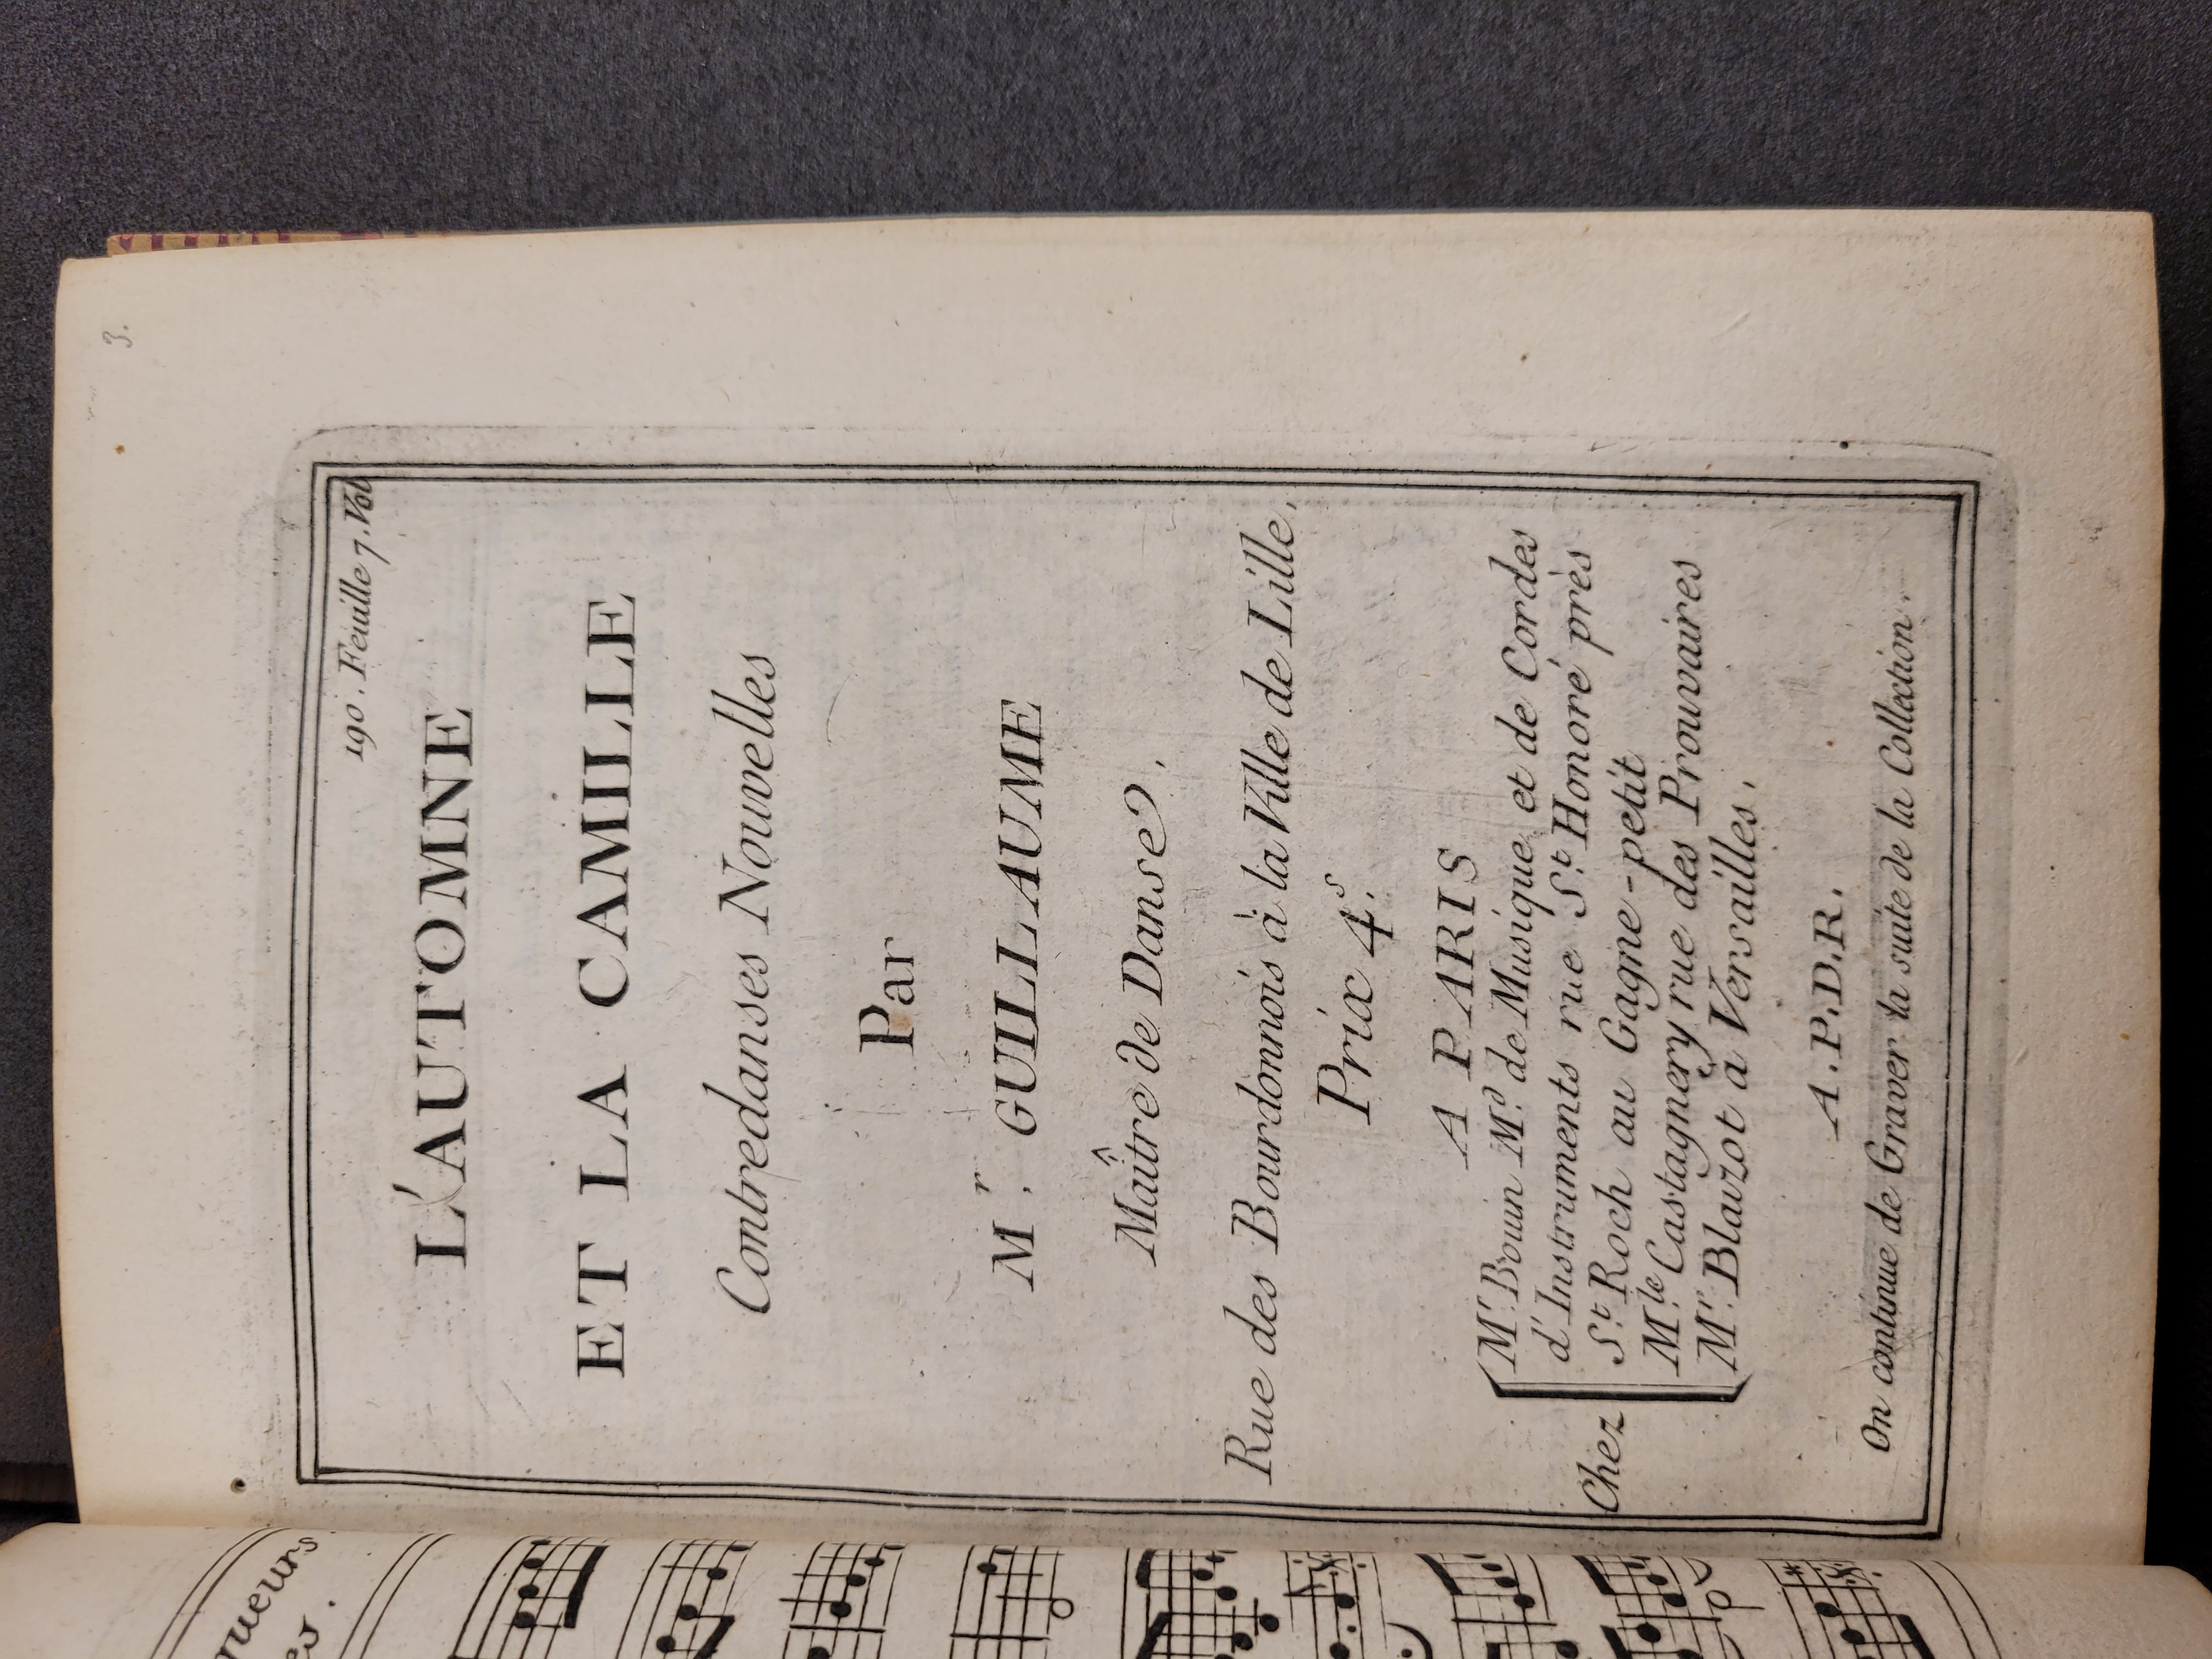 3.
190. Feuille 7. Vol
L'AUTOMNE
ET LA CAMILLE
Contredanses Nouvelles
Par
Mr. GUILLAUME
Maître de Danse.
Rue des Bourdonnois à la Ville de Lille.
Prix 4.s
A PARIS
Chez
Mr. Bouin Md. de Musique et de Cordes
d'Instruments rue St. Honoré près
St. Roch au Gagne-petit
Mlle. Castagnery rue des Prouvaires
Mr. Blaizot à Versailles.
A.P.D.R.
On continue de Graver la suite de la Collection.